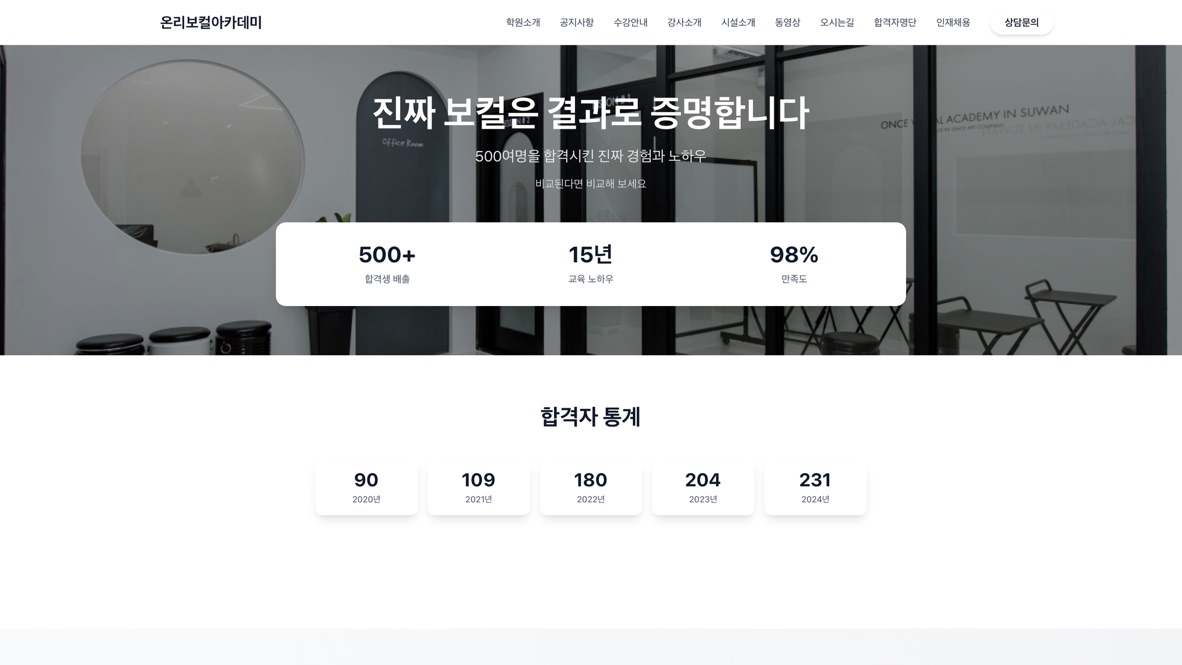 온리보컬아카데미
학원소개 공지사항 수강안내 강사소개 시설소개 동영상 오시는길 합격자명단 인재채용 상담문의
진짜 보컬은 결과로 증명합니다
500여명을 합격시킨 진짜 경험과 노하우
비교된다면 비교해 보세요
Office Room
ACADEMY IN SUWAN
500+ 15년 98%
합격생 배출 교육 노하우 만족도
합격자 통계
90 109 180 204 231
2020년 2021년 2022년 2023년 2024년